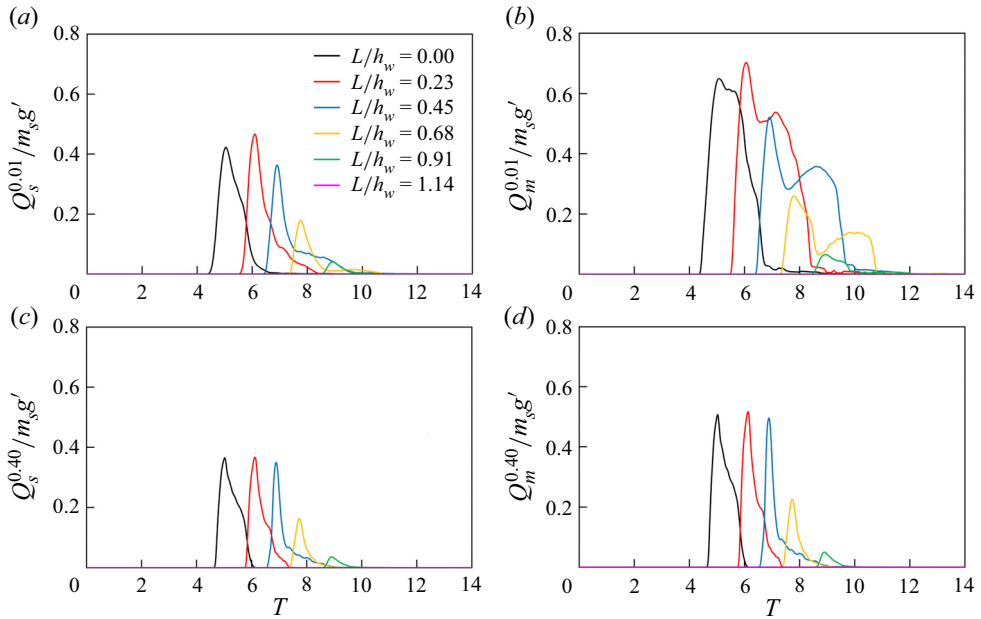 (a)
0.8
0.6
0.4
0.2
Q_s^{0.01}/m_s g′
L/h_w = 0.00
L/h_w = 0.23
L/h_w = 0.45
L/h_w = 0.68
L/h_w = 0.91
L/h_w = 1.14
0 2 4 6 8 10 12 14
(b)
0.8
0.6
0.4
0.2
Q_m^{0.01}/m_s g′
0 2 4 6 8 10 12 14
(c)
0.8
0.6
0.4
0.2
Q_s^{0.40}/m_s g′
0 2 4 6 8 10 12 14
T
(d)
0.8
0.6
0.4
0.2
Q_m^{0.40}/m_s g′
0 2 4 6 8 10 12 14
T